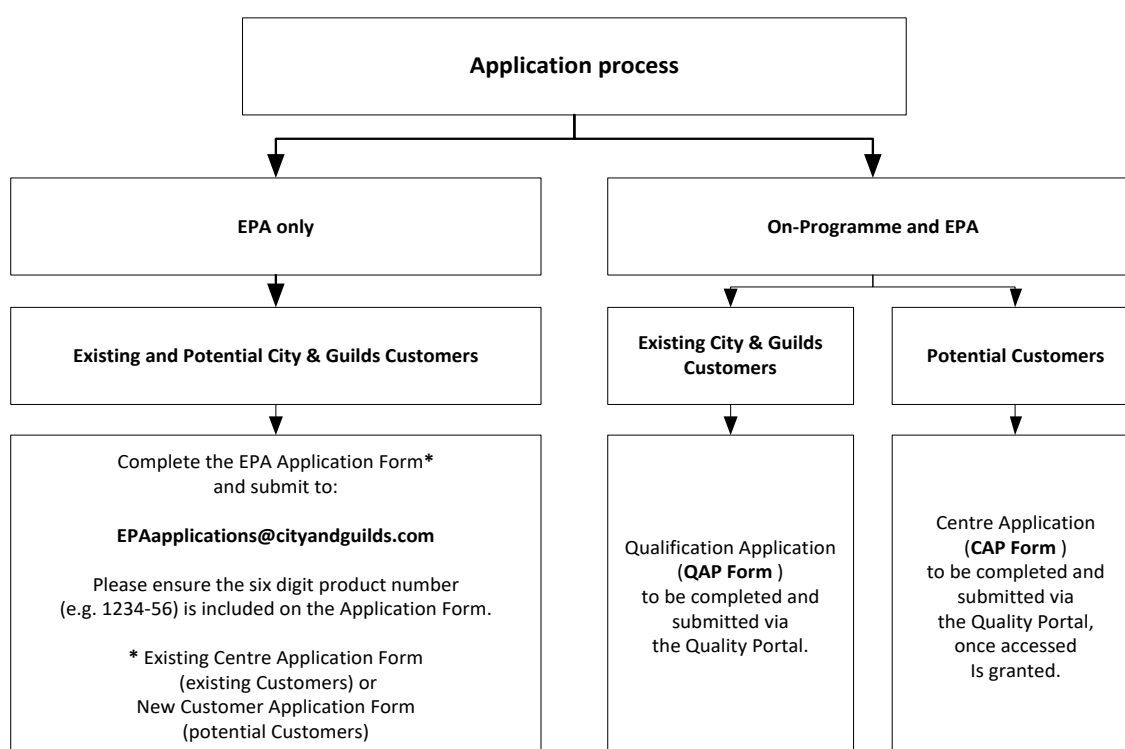 Application process
EPA only
On-Programme and EPA
Existing and Potential City & Guilds Customers
Existing City & Guilds
Customers
Potential Customers
Complete the EPA Application Form*
and submit to:
EPAapplications@cityandguilds.com
Please ensure the six digit product number
(e.g. 1234-56) is included on the Application Form.
* Existing Centre Application Form
(existing Customers) or
New Customer Application Form
(potential Customers)
Qualification Application
(QAP Form )
to be completed and
submitted via
the Quality Portal.
Centre Application
(CAP Form )
to be completed and
submitted via
the Quality Portal,
once accessed
Is granted.